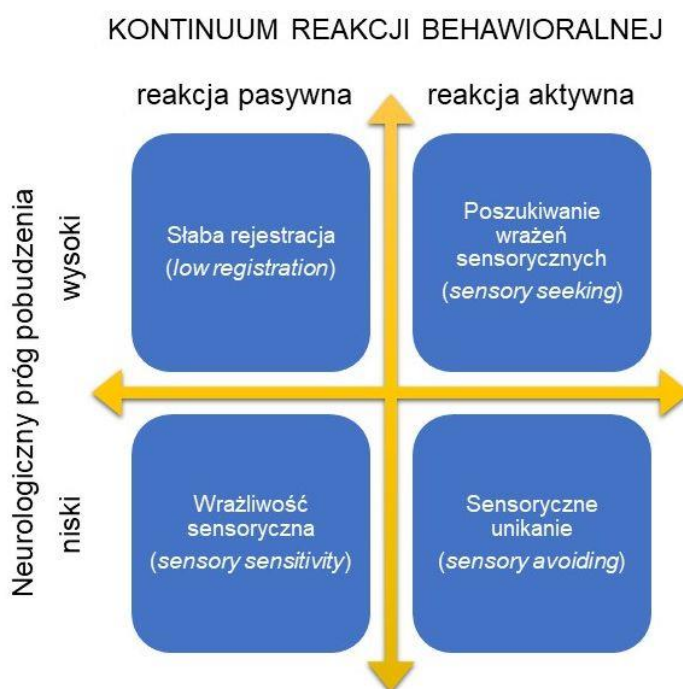 KONTINUUM REAKCJI BEHAWIORALNEJ
reakcja pasywna
reakcja aktywna
Neurologiczny próg pobudzenia
wysoki
Słaba rejestracja
(low registration)
Poszukiwanie
wrażeń
sensorycznych
(sensory seeking)
niski
Wrażliwość
sensoryczna
(sensory sensitivity)
Sensoryczne
unikanie
(sensory avoiding)